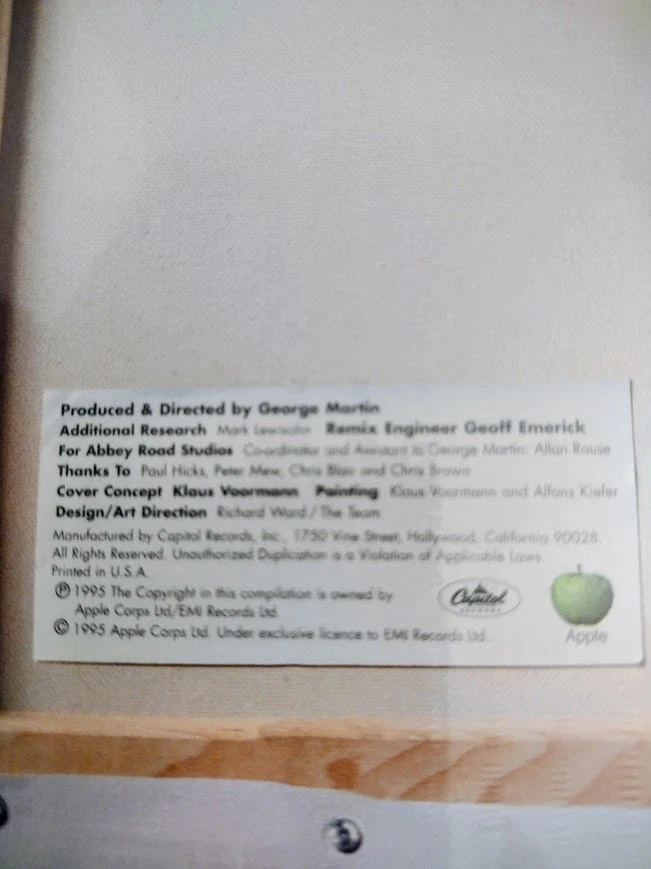 Produced & Directed by George Martin
Additional Research Mark Lewisohn Remix Engineer Geoff Emerick
For Abbey Road Studios Co-ordinator and Assistant to George Martin: Allan Rouse
Thanks To Paul Hicks, Peter Mew, Chris Blair and Chris Brown
Cover Concept Klaus Voormann Painting Klaus Voormann and Alfons Kiefer
Design/Art Direction Richard Ward/The Team
Manufactured by Capitol Records, Inc., 1750 Vine Street, Hollywood, California 90028.
All Rights Reserved. Unauthorized Duplication is a Violation of Applicable Laws.
Printed in U.S.A.
℗ 1995 The Copyright in this compilation is owned by
Apple Corps Ltd/EMI Records Ltd.
© 1995 Apple Corps Ltd. Under exclusive licence to EMI Records Ltd.
Capitol
RECORDS
Apple